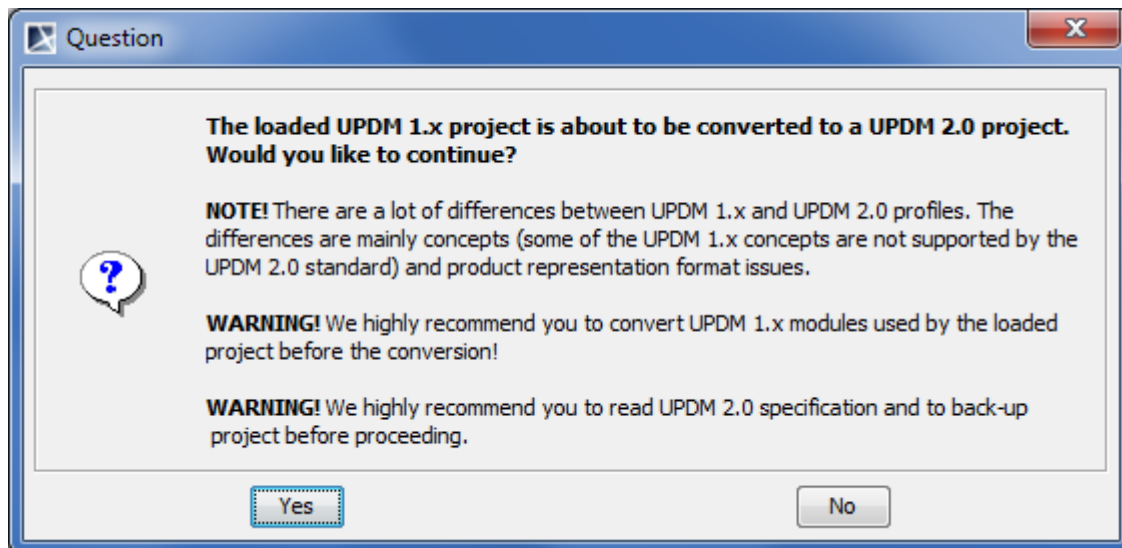 Question
The loaded UPDM 1.x project is about to be converted to a UPDM 2.0 project.
Would you like to continue?
NOTE! There are a lot of differences between UPDM 1.x and UPDM 2.0 profiles. The
differences are mainly concepts (some of the UPDM 1.x concepts are not supported by the
UPDM 2.0 standard) and product representation format issues.
WARNING! We highly recommend you to convert UPDM 1.x modules used by the loaded
project before the conversion!
WARNING! We highly recommend you to read UPDM 2.0 specification and to back-up
project before proceeding.
Yes
No